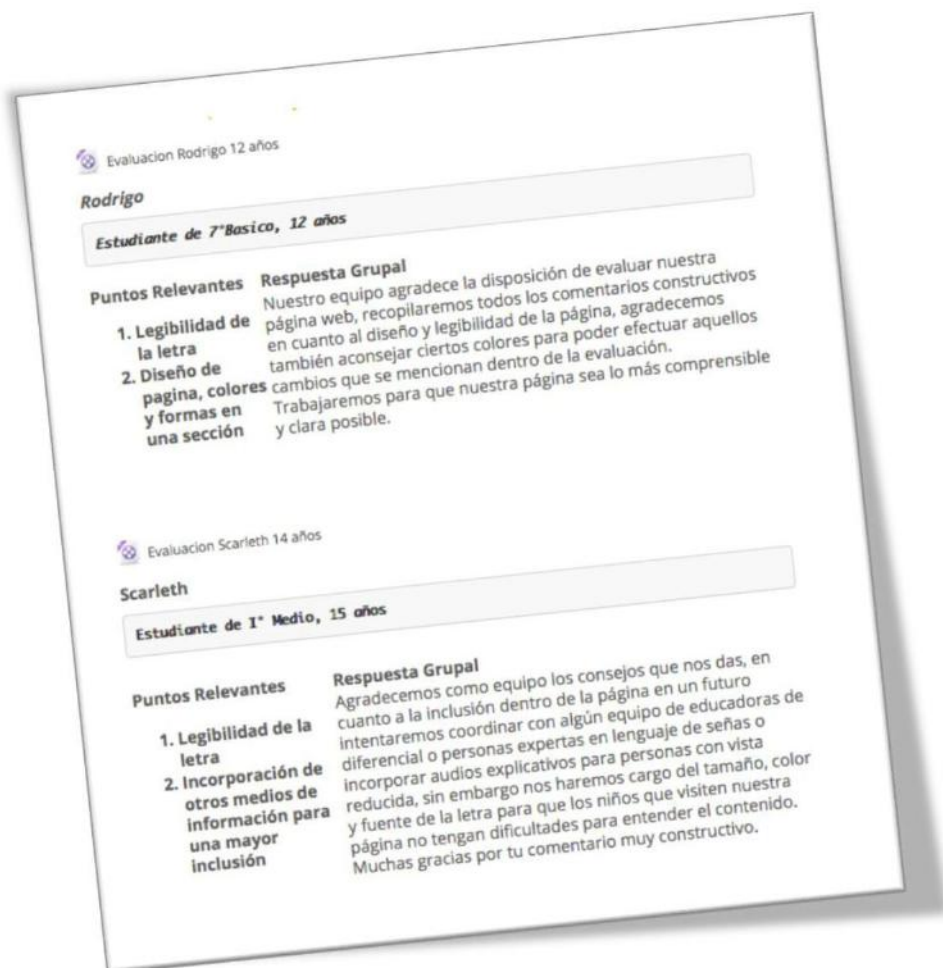 Evaluacion Rodrigo 12 años
Rodrigo
Estudiante de 7°Basico, 12 años
Puntos Relevantes
1. Legibilidad de
la letra
2. Diseño de
pagina, colores
y formas en
una sección
Respuesta Grupal
Nuestro equipo agradece la disposición de evaluar nuestra
página web, recopilaremos todos los comentarios constructivos
en cuanto al diseño y legibilidad de la página, agradecemos
también aconsejar ciertos colores para poder efectuar aquellos
cambios que se mencionan dentro de la evaluación.
Trabajaremos para que nuestra página sea lo más comprensible
y clara posible.
Evaluacion Scarleth 14 años
Scarleth
Estudiante de I° Medio, 15 años
Puntos Relevantes
1. Legibilidad de la
letra
2. Incorporación de
otros medios de
información para
una mayor
inclusión
Respuesta Grupal
Agradecemos como equipo los consejos que nos das, en
cuanto a la inclusión dentro de la página en un futuro
intentaremos coordinar con algún equipo de educadoras de
diferencial o personas expertas en lenguaje de señas o
incorporar audios explicativos para personas con vista
reducida, sin embargo nos haremos cargo del tamaño, color
y fuente de la letra para que los niños que visiten nuestra
página no tengan dificultades para entender el contenido.
Muchas gracias por tu comentario muy constructivo.